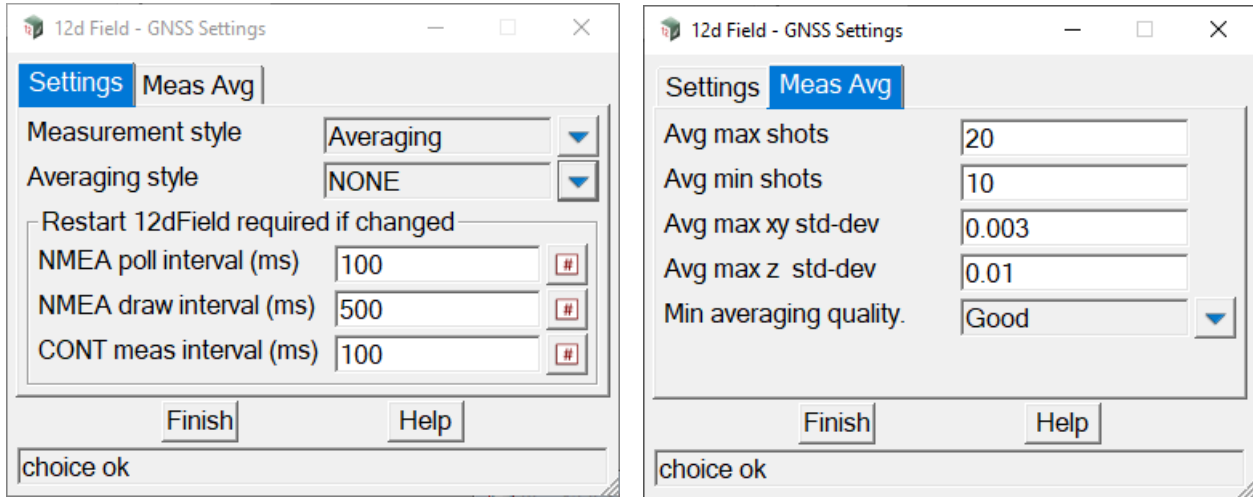 12d Field - GNSS Settings
Settings Meas Avg
Measurement style Averaging
Averaging style NONE
Restart 12dField required if changed
NMEA poll interval (ms) 100 #
NMEA draw interval (ms) 500 #
CONT meas interval (ms) 100 #
Finish Help
choice ok
12d Field - GNSS Settings
Settings Meas Avg
Avg max shots 20
Avg min shots 10
Avg max xy std-dev 0.003
Avg max z std-dev 0.01
Min averaging quality. Good
Finish Help
choice ok